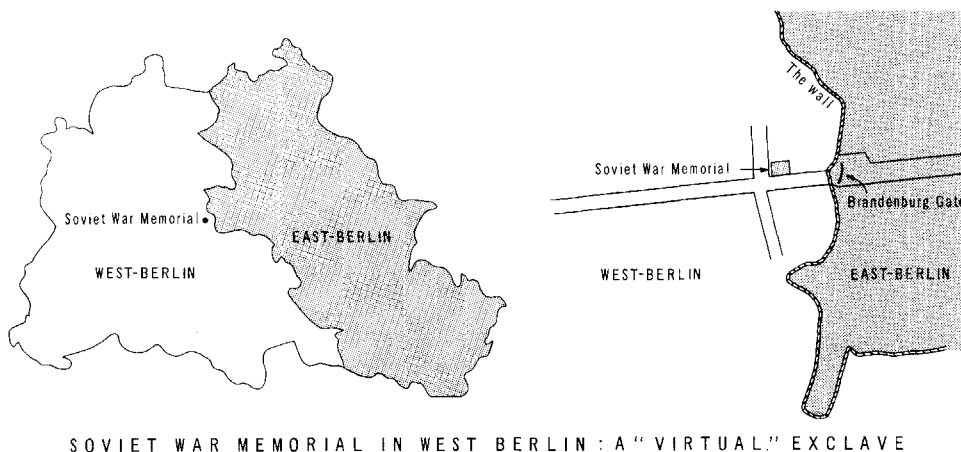 Soviet War Memorial
WEST-BERLIN
EAST-BERLIN
The wall
Soviet War Memorial
Brandenburg Gate
WEST-BERLIN
EAST-BERLIN
SOVIET WAR MEMORIAL IN WEST BERLIN : A "VIRTUAL" EXCLAVE